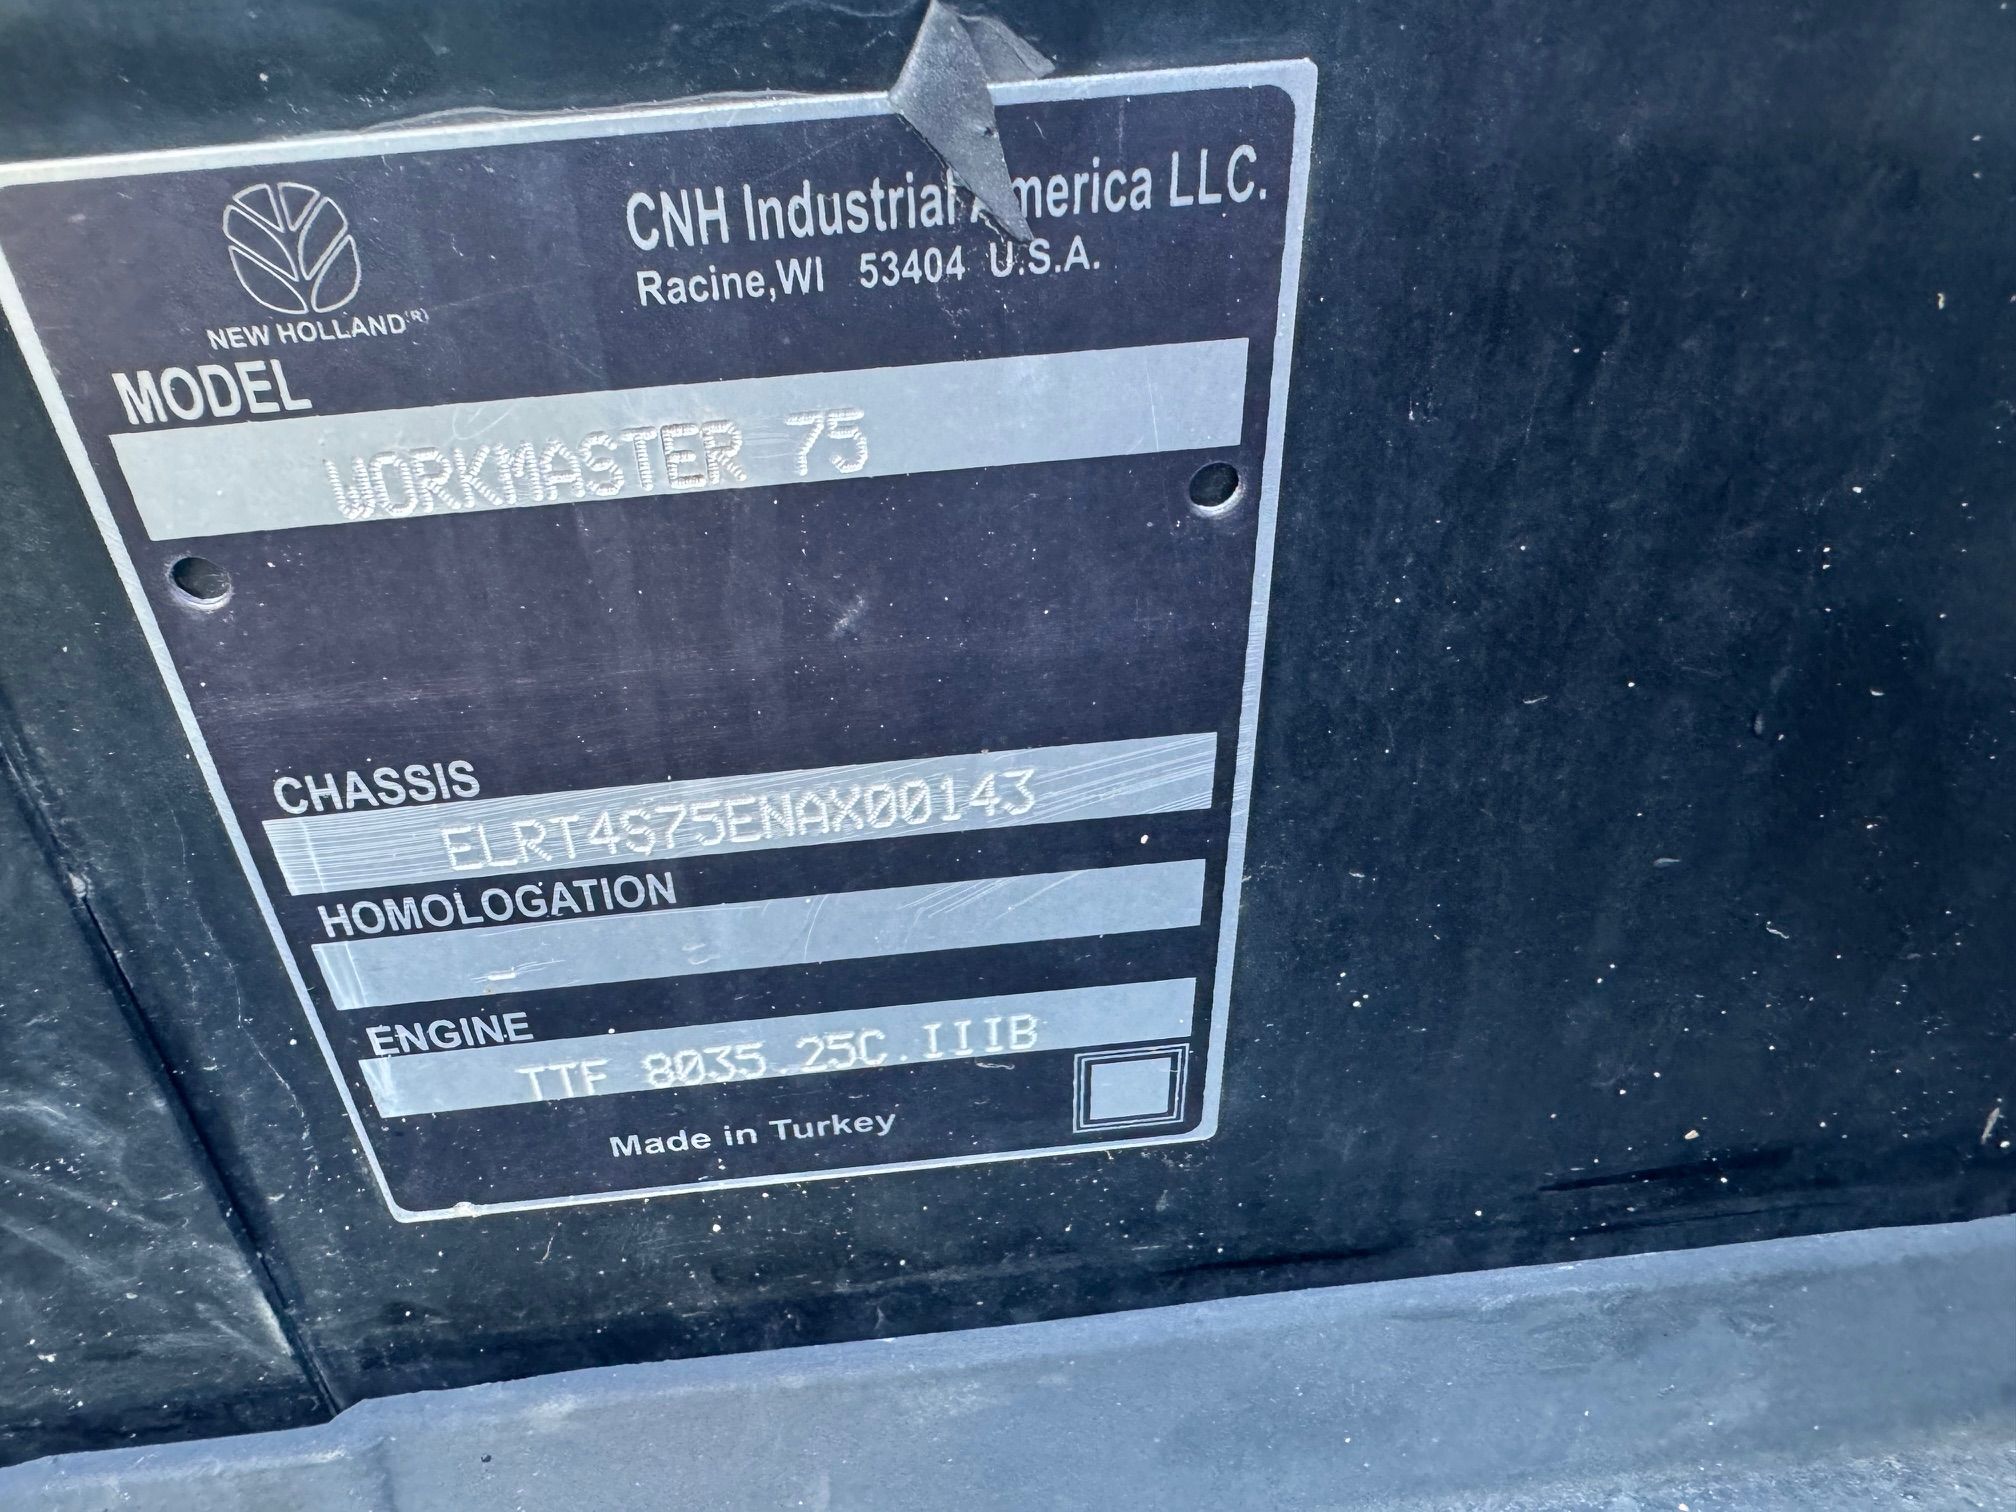 CNH Industrial America LLC.
Racine,WI 53404 U.S.A.
NEW HOLLAND(R)
MODEL
WORKMASTER 75
CHASSIS
ELRT4S75ENAX00143
HOMOLOGATION
ENGINE
TTF 8035.25C.IIIB
Made in Turkey